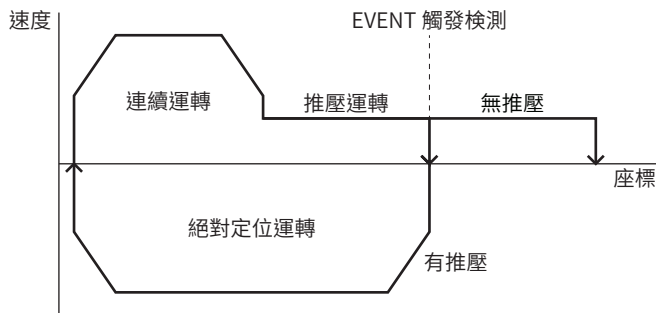 速度
EVENT 觸發検測
連續運轉
推壓運轉
無推壓
座標
絕對定位運轉
有推壓